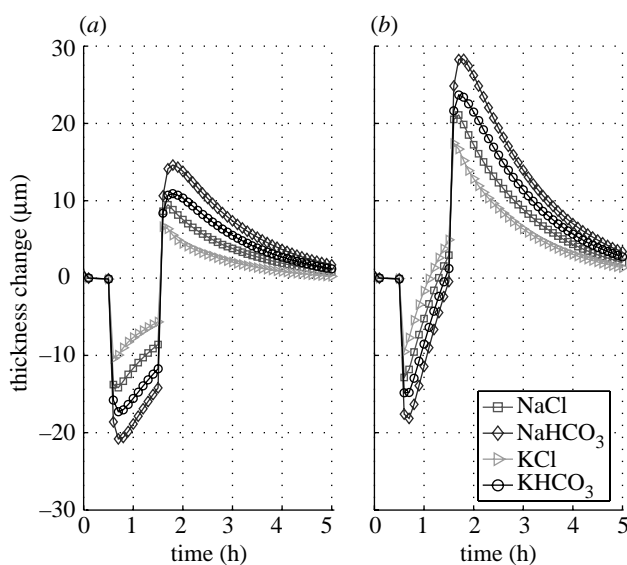 (a) (b)
30
20
10
0
−10
−20
−30
thickness change (µm)
NaCl
NaHCO3
KCl
KHCO3
0 1 2 3 4 5 0 1 2 3 4 5
time (h) time (h)